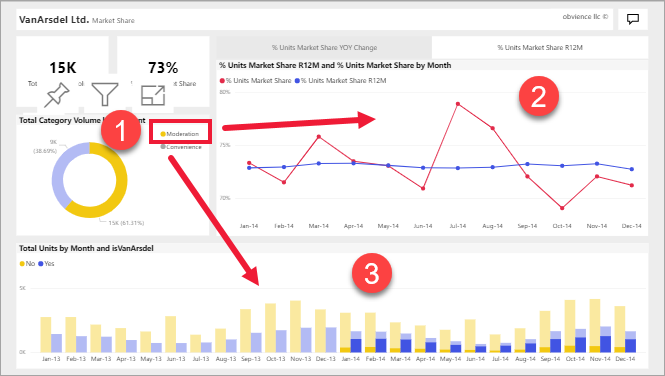 VanArsdel Ltd. Market Share
obvience llc ©
15K
73%
Share
% Units Market Share YOY Change
% Units Market Share R12M
% Units Market Share R12M and % Units Market Share by Month
% Units Market Share % Units Market Share R12M
80%
75%
70%
Jan-14 Feb-14 Mar-14 Apr-14 May-14 Jun-14 Jul-14 Aug-14 Sep-14 Oct-14 Nov-14 Dec-14
1
2
3
Total Category Volume
Moderation
Convenience
9K
(38.69%)
15K (61.31%)
Total Units by Month and isVanArsdel
No Yes
5K
0K
Jan-13 Feb-13 Mar-13 Apr-13 May-13 Jun-13 Jul-13 Aug-13 Sep-13 Oct-13 Nov-13 Dec-13 Jan-14 Feb-14 Mar-14 Apr-14 May-14 Jun-14 Jul-14 Aug-14 Sep-14 Oct-14 Nov-14 Dec-14